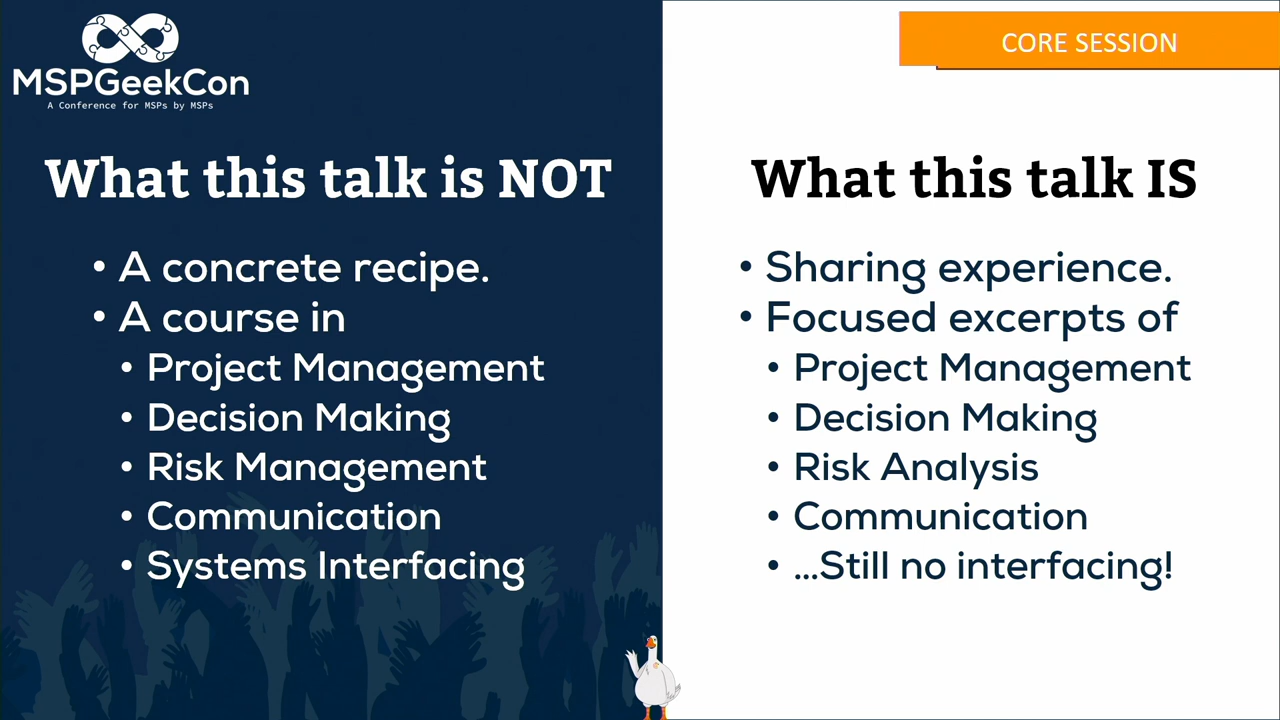 MSPGeekCon
A Conference for MSPs by MSPs
CORE SESSION
What this talk is NOT
• A concrete recipe.
• A course in
• Project Management
• Decision Making
• Risk Management
• Communication
• Systems Interfacing
What this talk IS
• Sharing experience.
• Focused excerpts of
• Project Management
• Decision Making
• Risk Analysis
• Communication
• ...Still no interfacing!